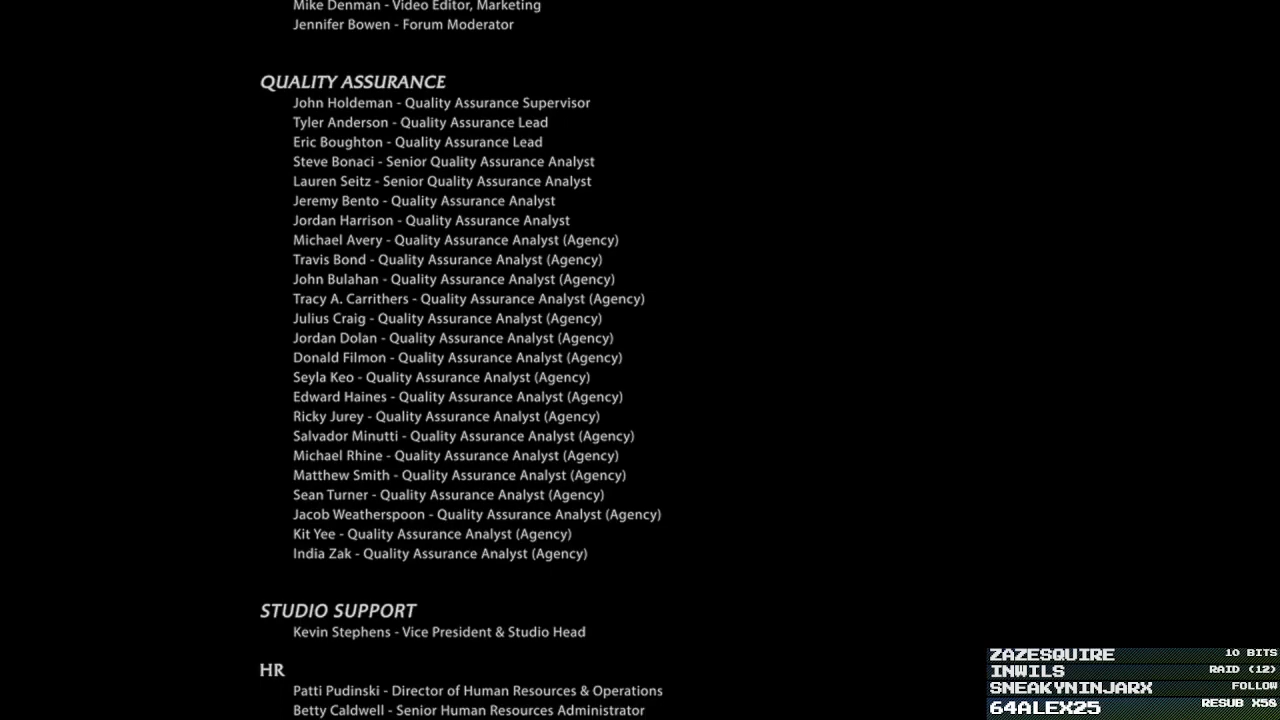 Mike Denman - Video Editor, Marketing
Jennifer Bowen - Forum Moderator
QUALITY ASSURANCE
John Holdeman - Quality Assurance Supervisor
Tyler Anderson - Quality Assurance Lead
Eric Boughton - Quality Assurance Lead
Steve Bonaci - Senior Quality Assurance Analyst
Lauren Seitz - Senior Quality Assurance Analyst
Jeremy Bento - Quality Assurance Analyst
Jordan Harrison - Quality Assurance Analyst
Michael Avery - Quality Assurance Analyst (Agency)
Travis Bond - Quality Assurance Analyst (Agency)
John Bulahan - Quality Assurance Analyst (Agency)
Tracy A. Carrithers - Quality Assurance Analyst (Agency)
Julius Craig - Quality Assurance Analyst (Agency)
Jordan Dolan - Quality Assurance Analyst (Agency)
Donald Filmon - Quality Assurance Analyst (Agency)
Seyla Keo - Quality Assurance Analyst (Agency)
Edward Haines - Quality Assurance Analyst (Agency)
Ricky Jurey - Quality Assurance Analyst (Agency)
Salvador Minutti - Quality Assurance Analyst (Agency)
Michael Rhine - Quality Assurance Analyst (Agency)
Matthew Smith - Quality Assurance Analyst (Agency)
Sean Turner - Quality Assurance Analyst (Agency)
Jacob Weatherspoon - Quality Assurance Analyst (Agency)
Kit Yee - Quality Assurance Analyst (Agency)
India Zak - Quality Assurance Analyst (Agency)
STUDIO SUPPORT
Kevin Stephens - Vice President & Studio Head
HR
Patti Pudinski - Director of Human Resources & Operations
Betty Caldwell - Senior Human Resources Administrator
ZAZESQUIRE 10 BITS
INWILS RAID (12)
SNEAKYNINJARX FOLLOW
64ALEX25 RESUB X50